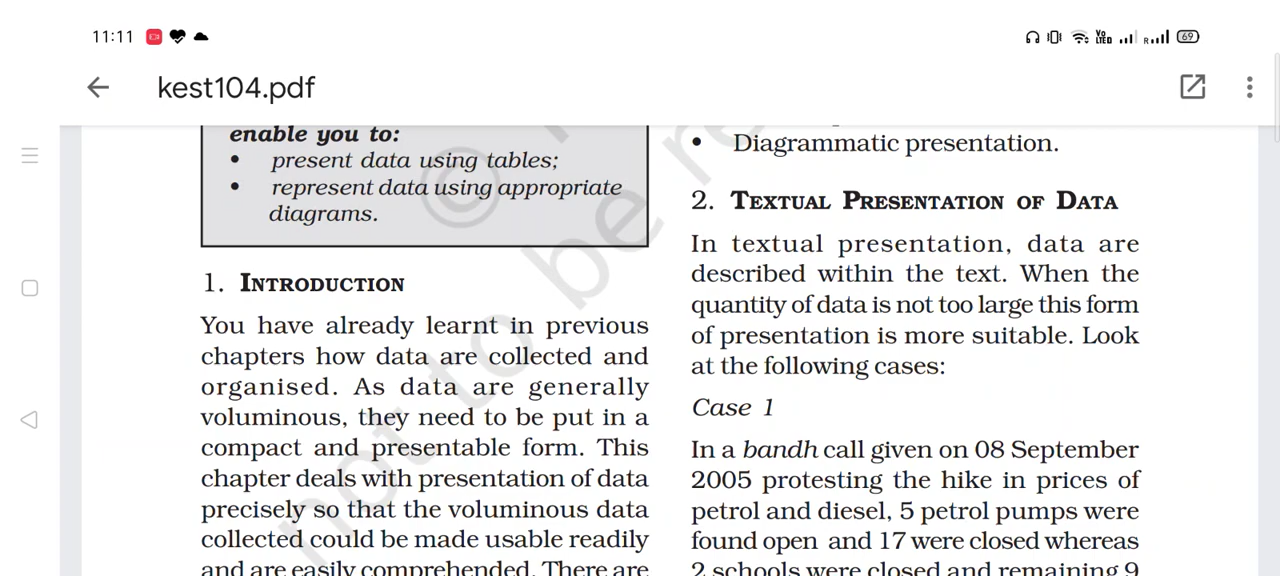 11:11
VO
LTED
R
69
kest104.pdf
enable you to:
• present data using tables;
• represent data using appropriate
diagrams.
1. INTRODUCTION
You have already learnt in previous
chapters how data are collected and
organised. As data are generally
voluminous, they need to be put in a
compact and presentable form. This
chapter deals with presentation of data
precisely so that the voluminous data
collected could be made usable readily
and are easily comprehended. There are
• Diagrammatic presentation.
2. TEXTUAL PRESENTATION OF DATA
In textual presentation, data are
described within the text. When the
quantity of data is not too large this form
of presentation is more suitable. Look
at the following cases:
Case 1
In a bandh call given on 08 September
2005 protesting the hike in prices of
petrol and diesel, 5 petrol pumps were
found open and 17 were closed whereas
2 schools were closed and remaining 9
©
not to be re